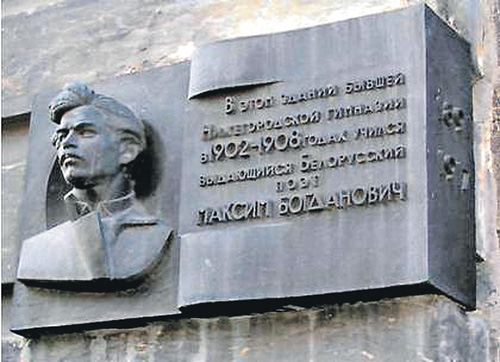 В этом здании бывшей
Нижегородской гимназии
в 1902-1908 годах учился
выдающийся Белорусский
поэт
Максим Богданович